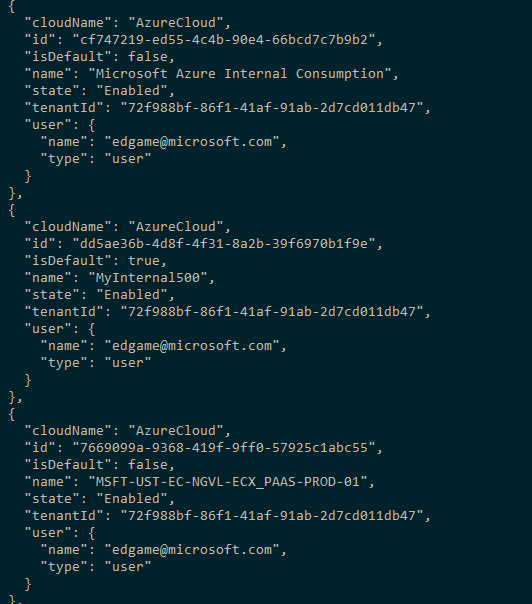 {
"cloudName": "AzureCloud",
"id": "cf747219-ed55-4c4b-90e4-66bcd7c7b9b2",
"isDefault": false,
"name": "Microsoft Azure Internal Consumption",
"state": "Enabled",
"tenantId": "72f988bf-86f1-41af-91ab-2d7cd011db47",
"user": {
"name": "edgame@microsoft.com",
"type": "user"
}
},
{
"cloudName": "AzureCloud",
"id": "dd5ae36b-4d8f-4f31-8a2b-39f6970b1f9e",
"isDefault": true,
"name": "MyInternal500",
"state": "Enabled",
"tenantId": "72f988bf-86f1-41af-91ab-2d7cd011db47",
"user": {
"name": "edgame@microsoft.com",
"type": "user"
}
},
{
"cloudName": "AzureCloud",
"id": "7669099a-9368-419f-9ff0-57925c1abc55",
"isDefault": false,
"name": "MSFT-UST-EC-NGVL-ECX_PAAS-PROD-01",
"state": "Enabled",
"tenantId": "72f988bf-86f1-41af-91ab-2d7cd011db47",
"user": {
"name": "edgame@microsoft.com",
"type": "user"
}
},